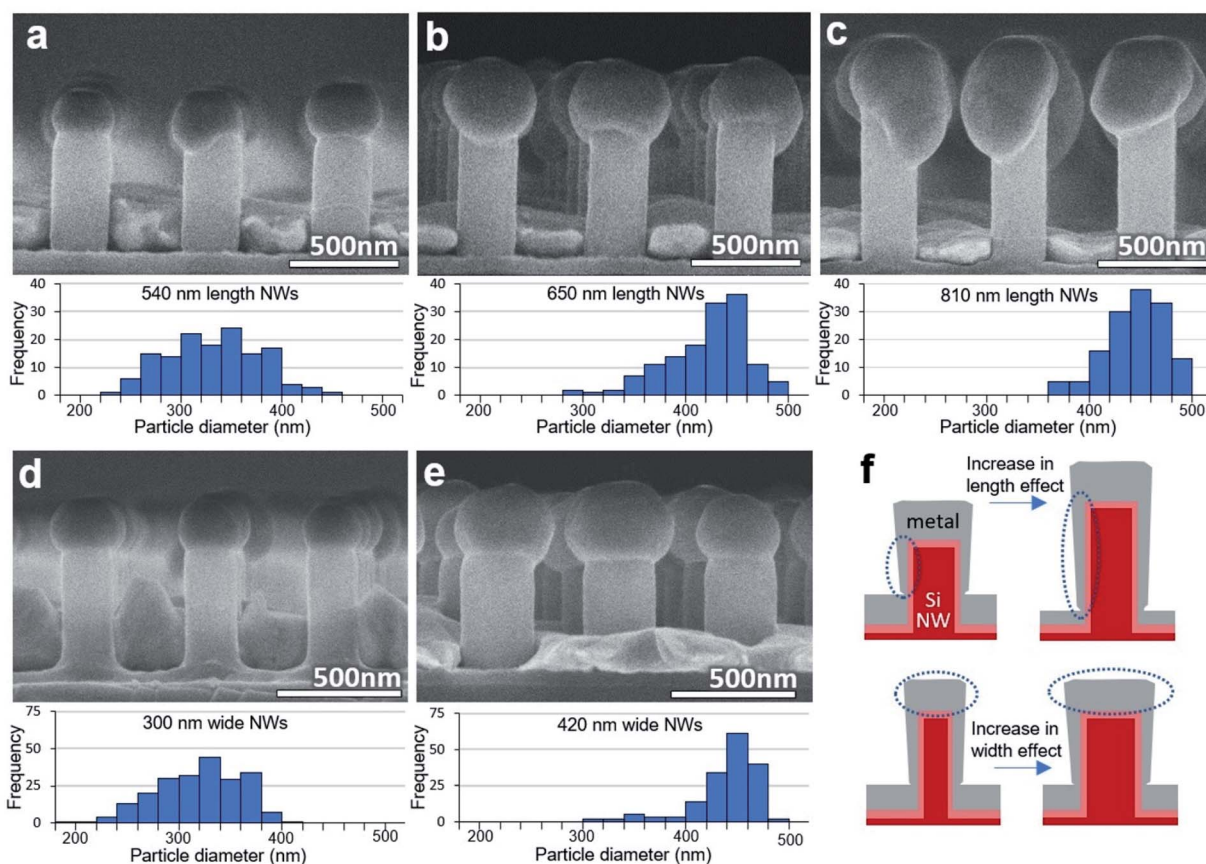 a
500nm
b
500nm
c
500nm
540 nm length NWs
Frequency
40
30
20
10
0
200
300
400
500
Particle diameter (nm)
650 nm length NWs
Frequency
40
30
20
10
0
200
300
400
500
Particle diameter (nm)
810 nm length NWs
Frequency
40
30
20
10
0
200
300
400
500
Particle diameter (nm)
d
500nm
e
500nm
f
Increase in
length effect
metal
Si
NW
Increase in
width effect
300 nm wide NWs
Frequency
75
50
25
0
200
300
400
500
Particle diameter (nm)
420 nm wide NWs
Frequency
75
50
25
0
200
300
400
500
Particle diameter (nm)